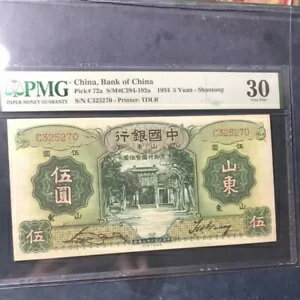 PMG
PAPER MONEY GUARANTY
China, Bank of China
Pick# 72a S/M#C294-192a 1934 5 Yuan - Shantung
S/N C325270 - Printer: TDLR
30
Very Fine
行銀國中
C325270
C325270
伍圓
山東
伍
伍